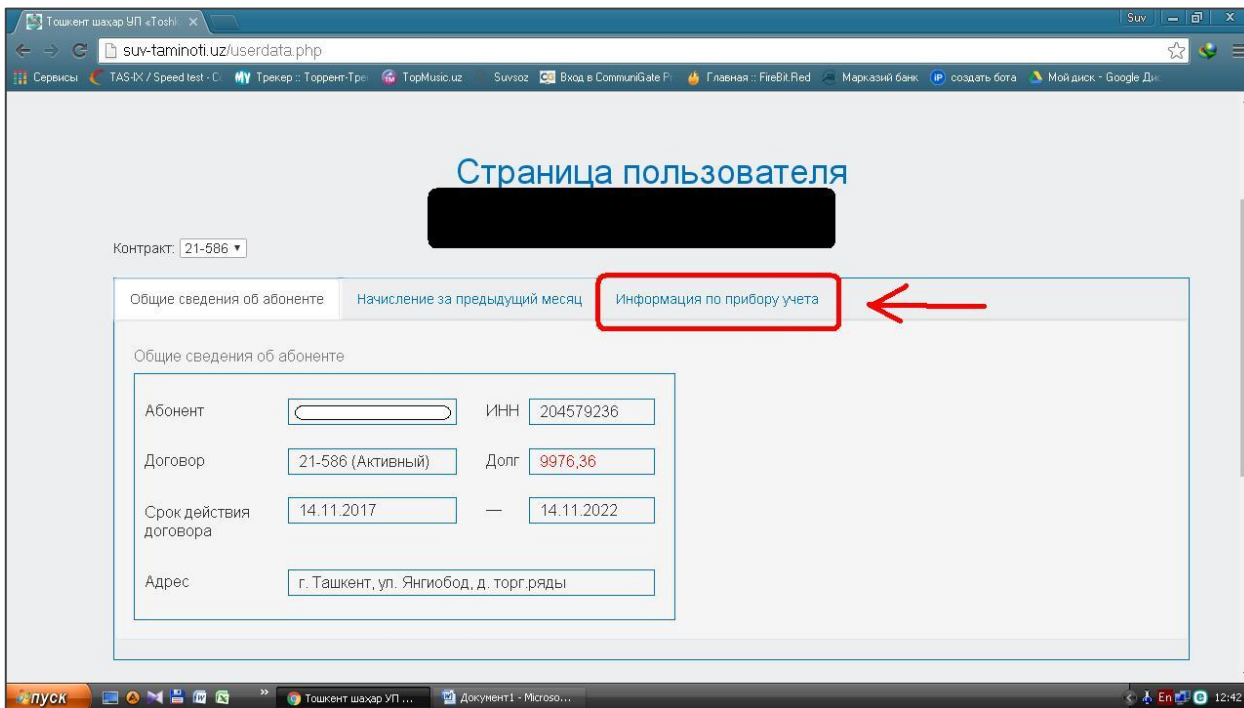 Тошкент шаҳар УП «Toshk
Suv
suv-taminoti.uz/userdata.php
Сервисы TAS-IX / Speed test - Co Трекер :: Торрент-Тре TopMusic.uz Suvsoz Вход в CommuniGate Pr Главная :: FireBit.Red Марказий банк создать бота Мой диск - Google Ди
Страница пользователя
Контракт: 21-586
Общие сведения об абоненте Начисление за предыдущий месяц Информация по прибору учета
Общие сведения об абоненте
Абонент ИНН 204579236
Договор 21-586 (Активный) Долг 9976,36
Срок действия договора 14.11.2017 — 14.11.2022
Адрес г. Ташкент, ул. Янгиобод, д. торг.ряды
пуск » Тошкент шаҳар УП ... Документ1 - Microso... En 12:42